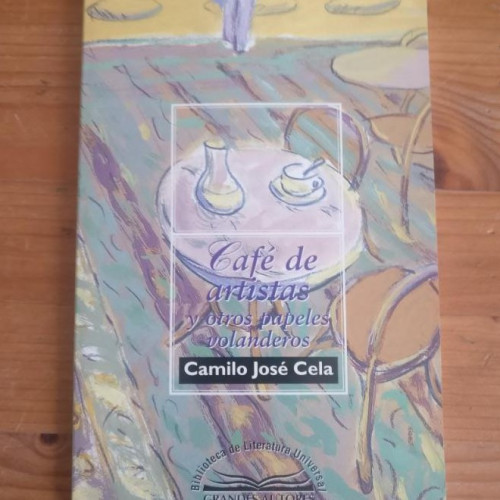 Café de
artistas
y otros papeles
volanderos
Camilo José Cela
Biblioteca de Literatura Universal
GRANDES AUTORES